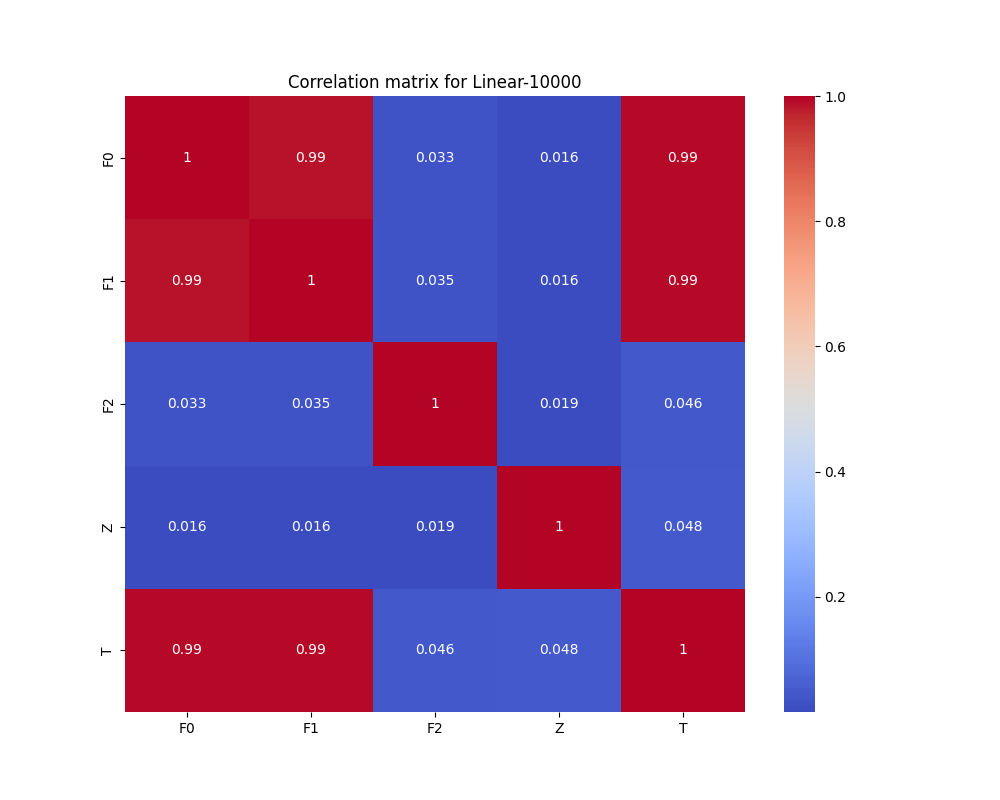 Correlation matrix for Linear-10000
F0 1 0.99 0.033 0.016 0.99
F1 0.99 1 0.035 0.016 0.99
F2 0.033 0.035 1 0.019 0.046
Z 0.016 0.016 0.019 1 0.048
T 0.99 0.99 0.046 0.048 1
F0 F1 F2 Z T
1.0
0.8
0.6
0.4
0.2